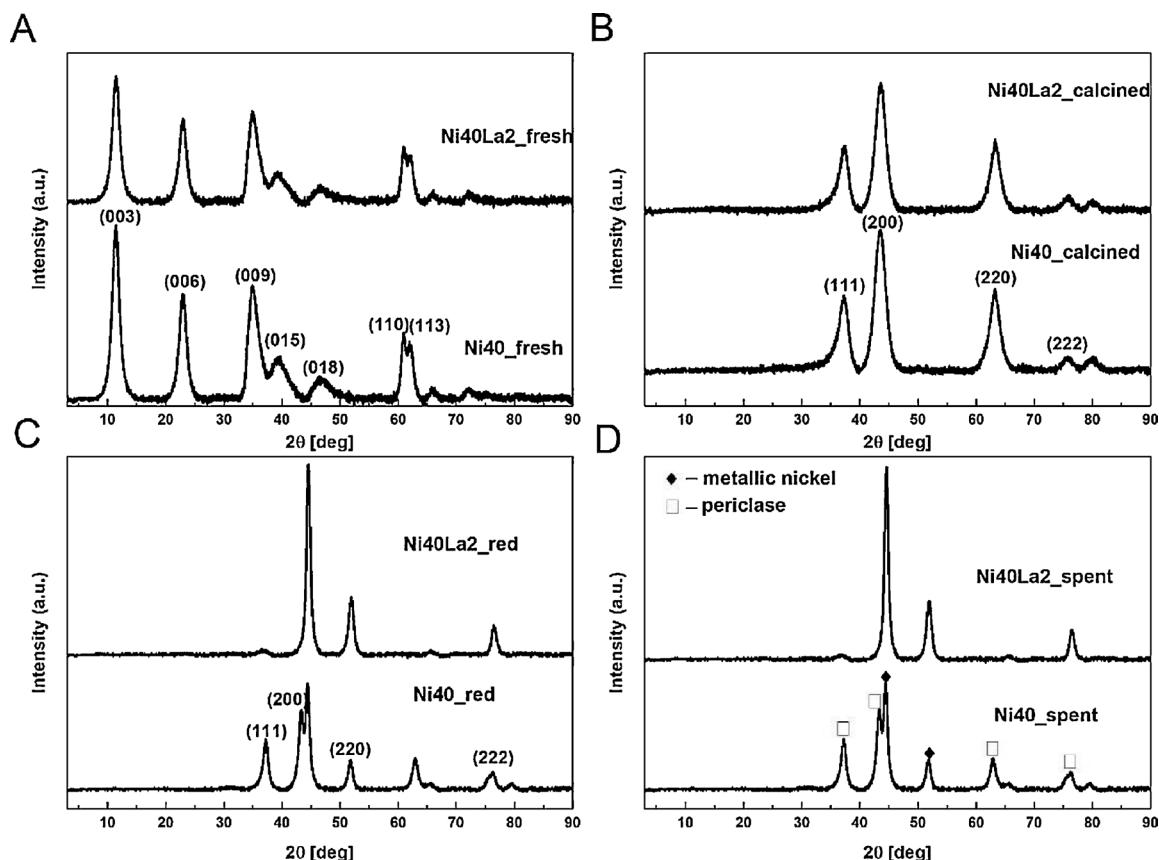 A
Ni40La2_fresh
(003)
(006)
(009)
(015)
(018)
(110)
(113)
Ni40_fresh
Intensity (a.u.)
10 20 30 40 50 60 70 80 90
2θ [deg]
B
Ni40La2_calcined
(200)
Ni40_calcined
(111)
(220)
(222)
Intensity (a.u.)
10 20 30 40 50 60 70 80 90
2θ [deg]
C
Ni40La2_red
Ni40_red
(200)
(111)
(220)
(222)
Intensity (a.u.)
10 20 30 40 50 60 70 80 90
2θ [deg]
D
– metallic nickel
– periclase
Ni40La2_spent
Ni40_spent
Intensity (a.u.)
10 20 30 40 50 60 70 80 90
2θ [deg]